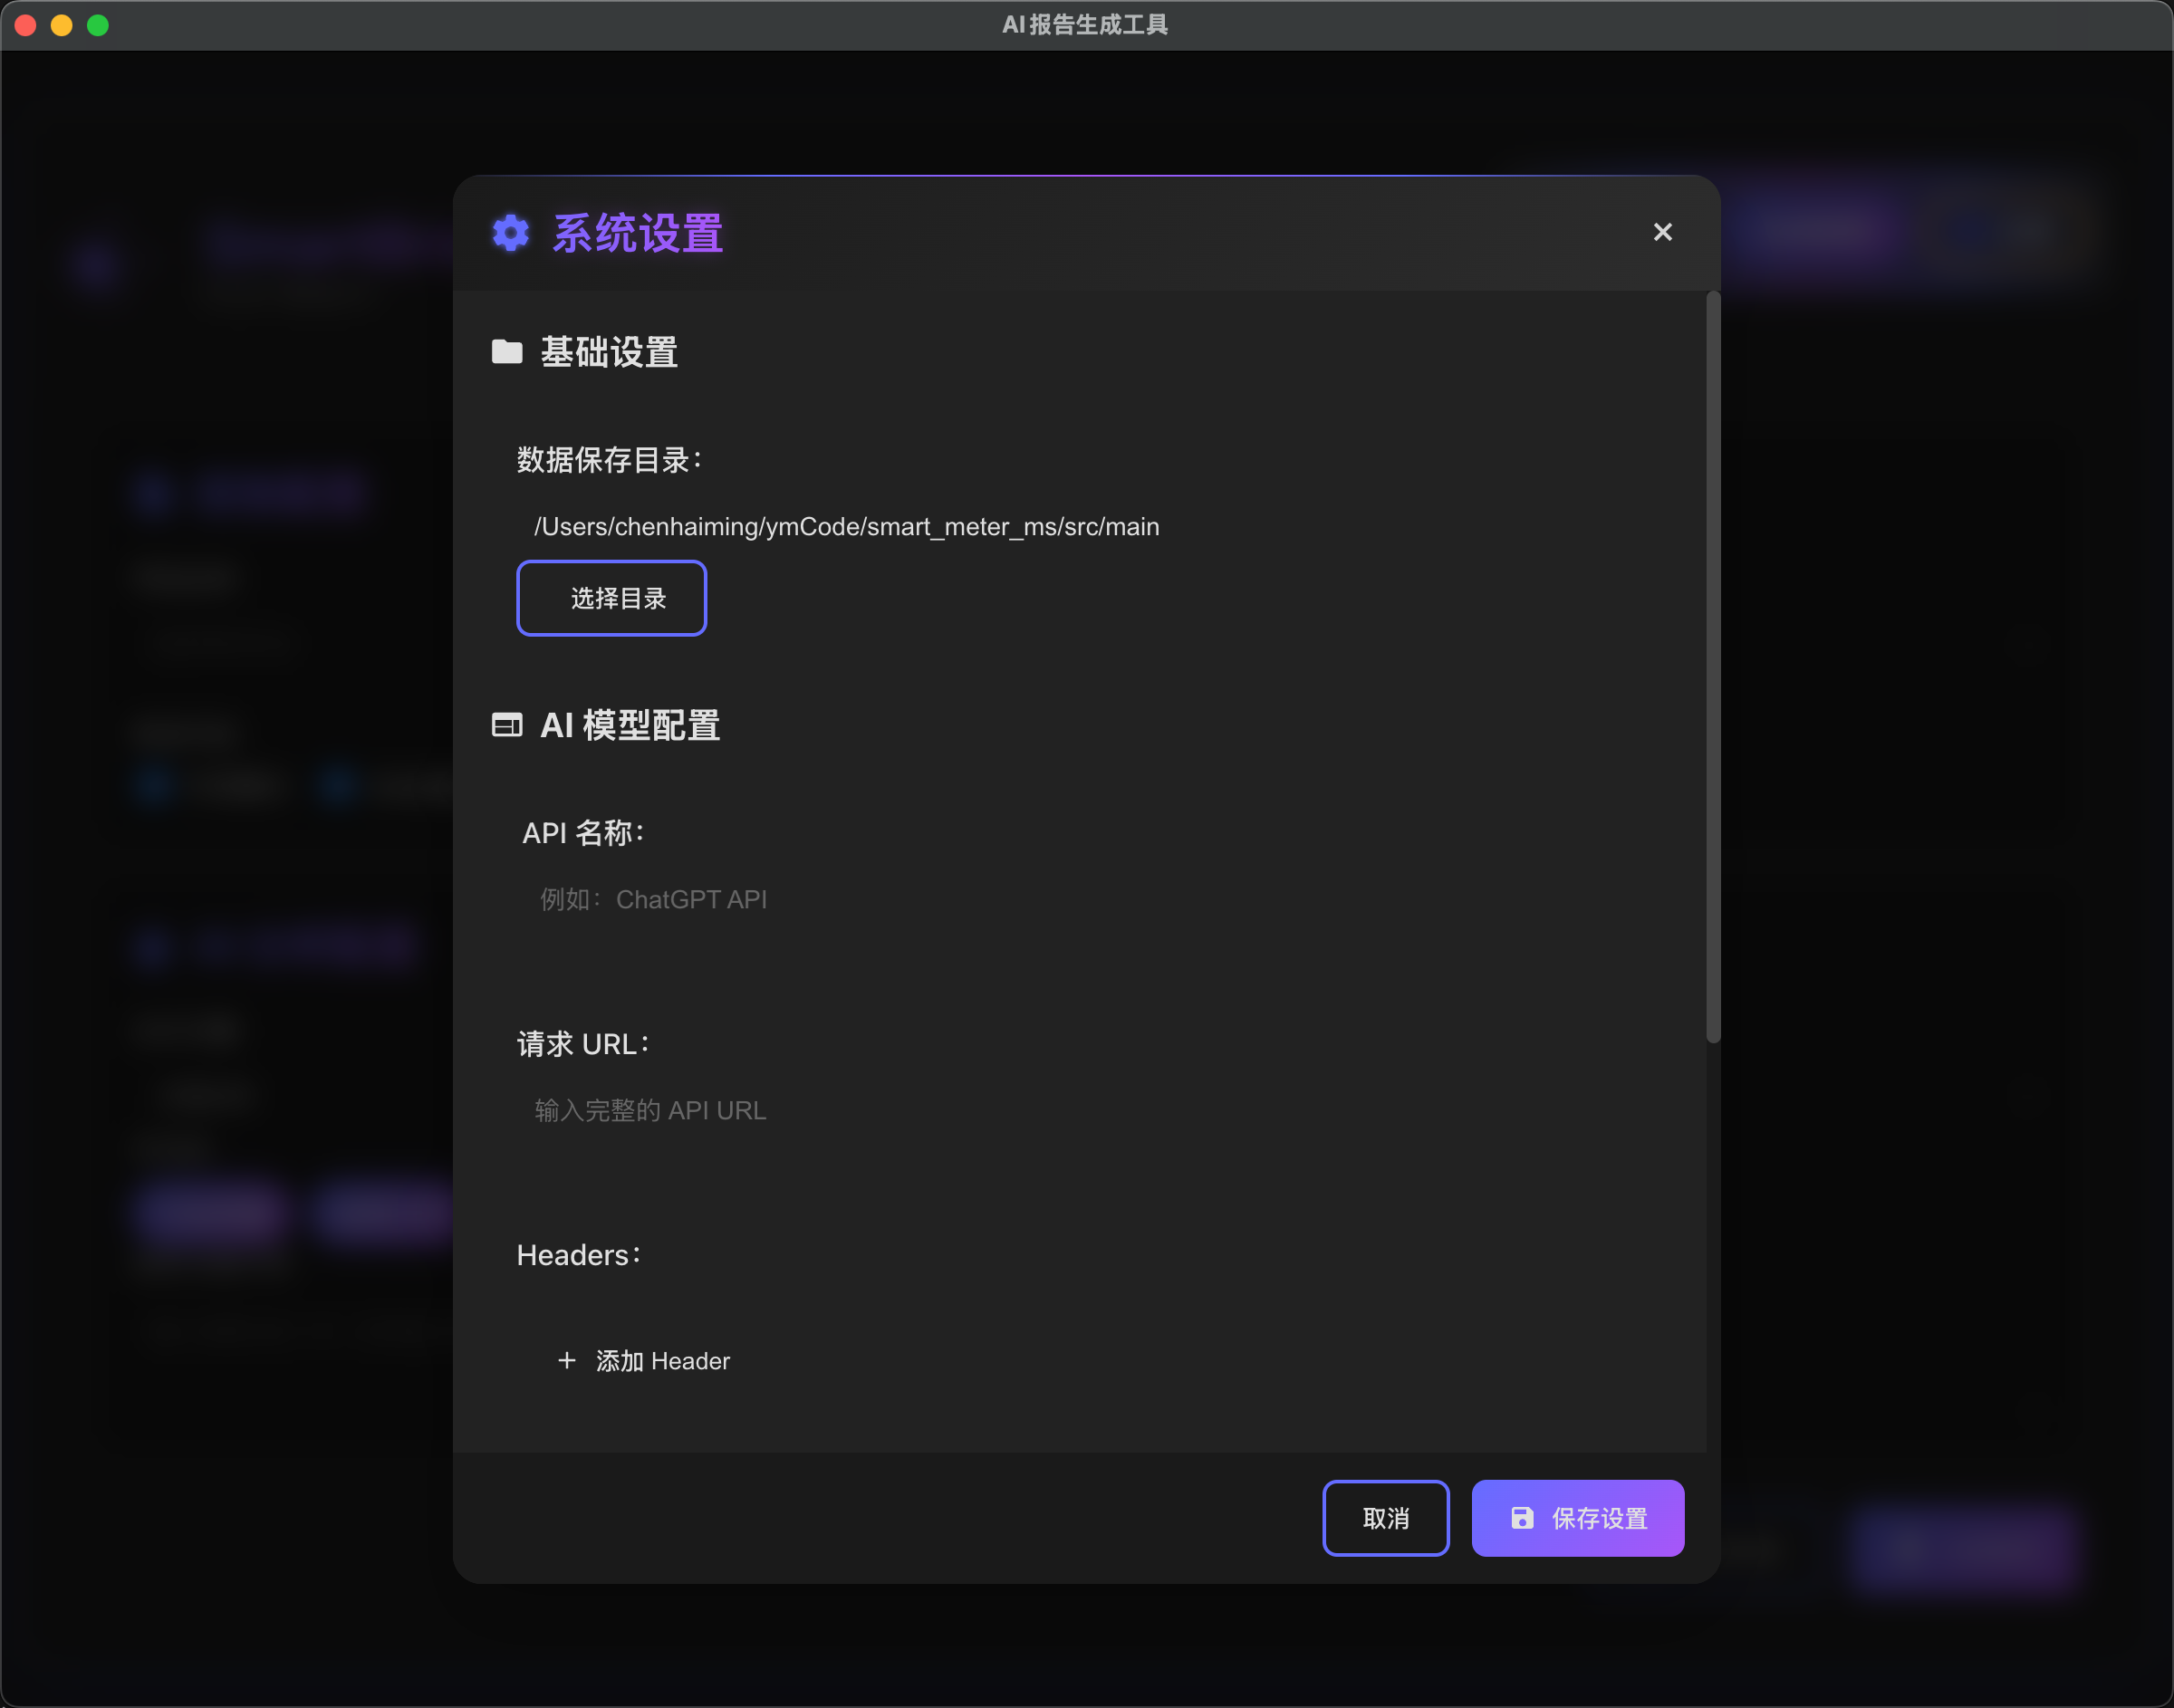 AI 报告生成工具
系统设置
基础设置
数据保存目录：
/Users/chenhaiming/ymCode/smart_meter_ms/src/main
选择目录
AI 模型配置
API 名称：
例如：ChatGPT API
请求 URL：
输入完整的 API URL
Headers：
添加 Header
取消
保存设置